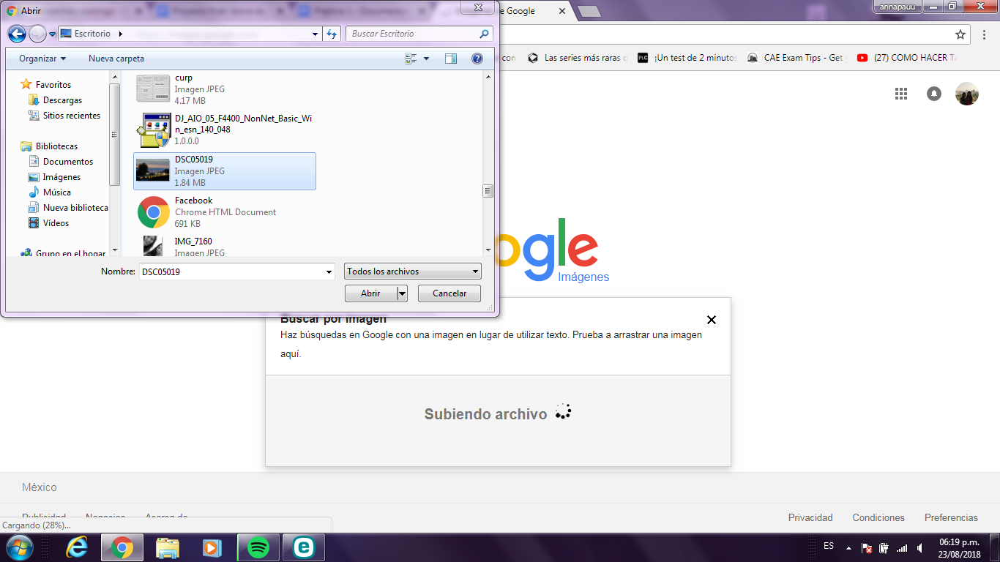 Abrir
e Google
annapauu
Escritorio
Buscar Escritorio
Organizar
Nueva carpeta
con
Las series más raras
¡Un test de 2 minutos
CAE Exam Tips - Get
(27) COMO HACER TA
Favoritos
Descargas
Sitios recientes
Bibliotecas
Documentos
Imágenes
Música
Nueva biblioteca
Vídeos
Grupo en el hogar
curp
Imagen JPEG
4.17 MB
DJ_AIO_05_F4400_NonNet_Basic_Wi
n_esn_140_048
1.0.0.0
DSC05019
Imagen JPEG
1.84 MB
Facebook
Chrome HTML Document
691 KB
IMG_7160
Imagen JPEG
Nombre:
DSC05019
Todos los archivos
Abrir
Cancelar
ogle
Imágenes
Buscar por imagen
Haz búsquedas en Google con una imagen en lugar de utilizar texto. Prueba a arrastrar una imagen
aquí.
Subiendo archivo
México
Publicidad
Negocios
Acerca de
Privacidad
Condiciones
Preferencias
Cargando (28%)...
ES
06:19 p.m.
23/08/2018